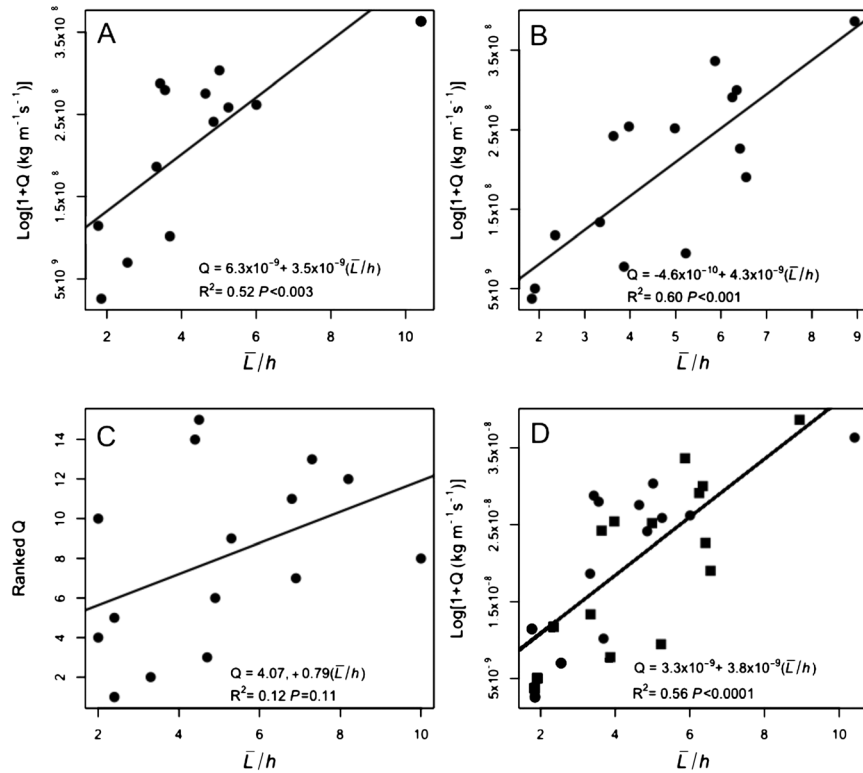 A
Log[1+Q (kg m⁻¹s⁻¹)]
5x10⁻⁹ 1.5x10⁻⁸ 2.5x10⁻⁸ 3.5x10⁻⁸
Q = 6.3x10⁻⁹+ 3.5x10⁻⁹(L̅/h)
R²= 0.52 P<0.003
2 4 6 8 10
L̅/h
B
Log[1+Q (kg m⁻¹s⁻¹)]
5x10⁻⁹ 1.5x10⁻⁸ 2.5x10⁻⁸ 3.5x10⁻⁸
Q = -4.6x10⁻¹⁰+ 4.3x10⁻⁹(L̅/h)
R²= 0.60 P<0.001
2 3 4 5 6 7 8 9
L̅/h
C
Ranked Q
2 4 6 8 10 12 14
Q = 4.07, + 0.79(L̅/h)
R²= 0.12 P=0.11
2 4 6 8 10
L̅/h
D
Log[1+Q (kg m⁻¹s⁻¹)]
5x10⁻⁹ 1.5x10⁻⁸ 2.5x10⁻⁸ 3.5x10⁻⁸
Q = 3.3x10⁻⁹+ 3.8x10⁻⁹(L̅/h)
R²= 0.56 P<0.0001
2 4 6 8 10
L̅/h